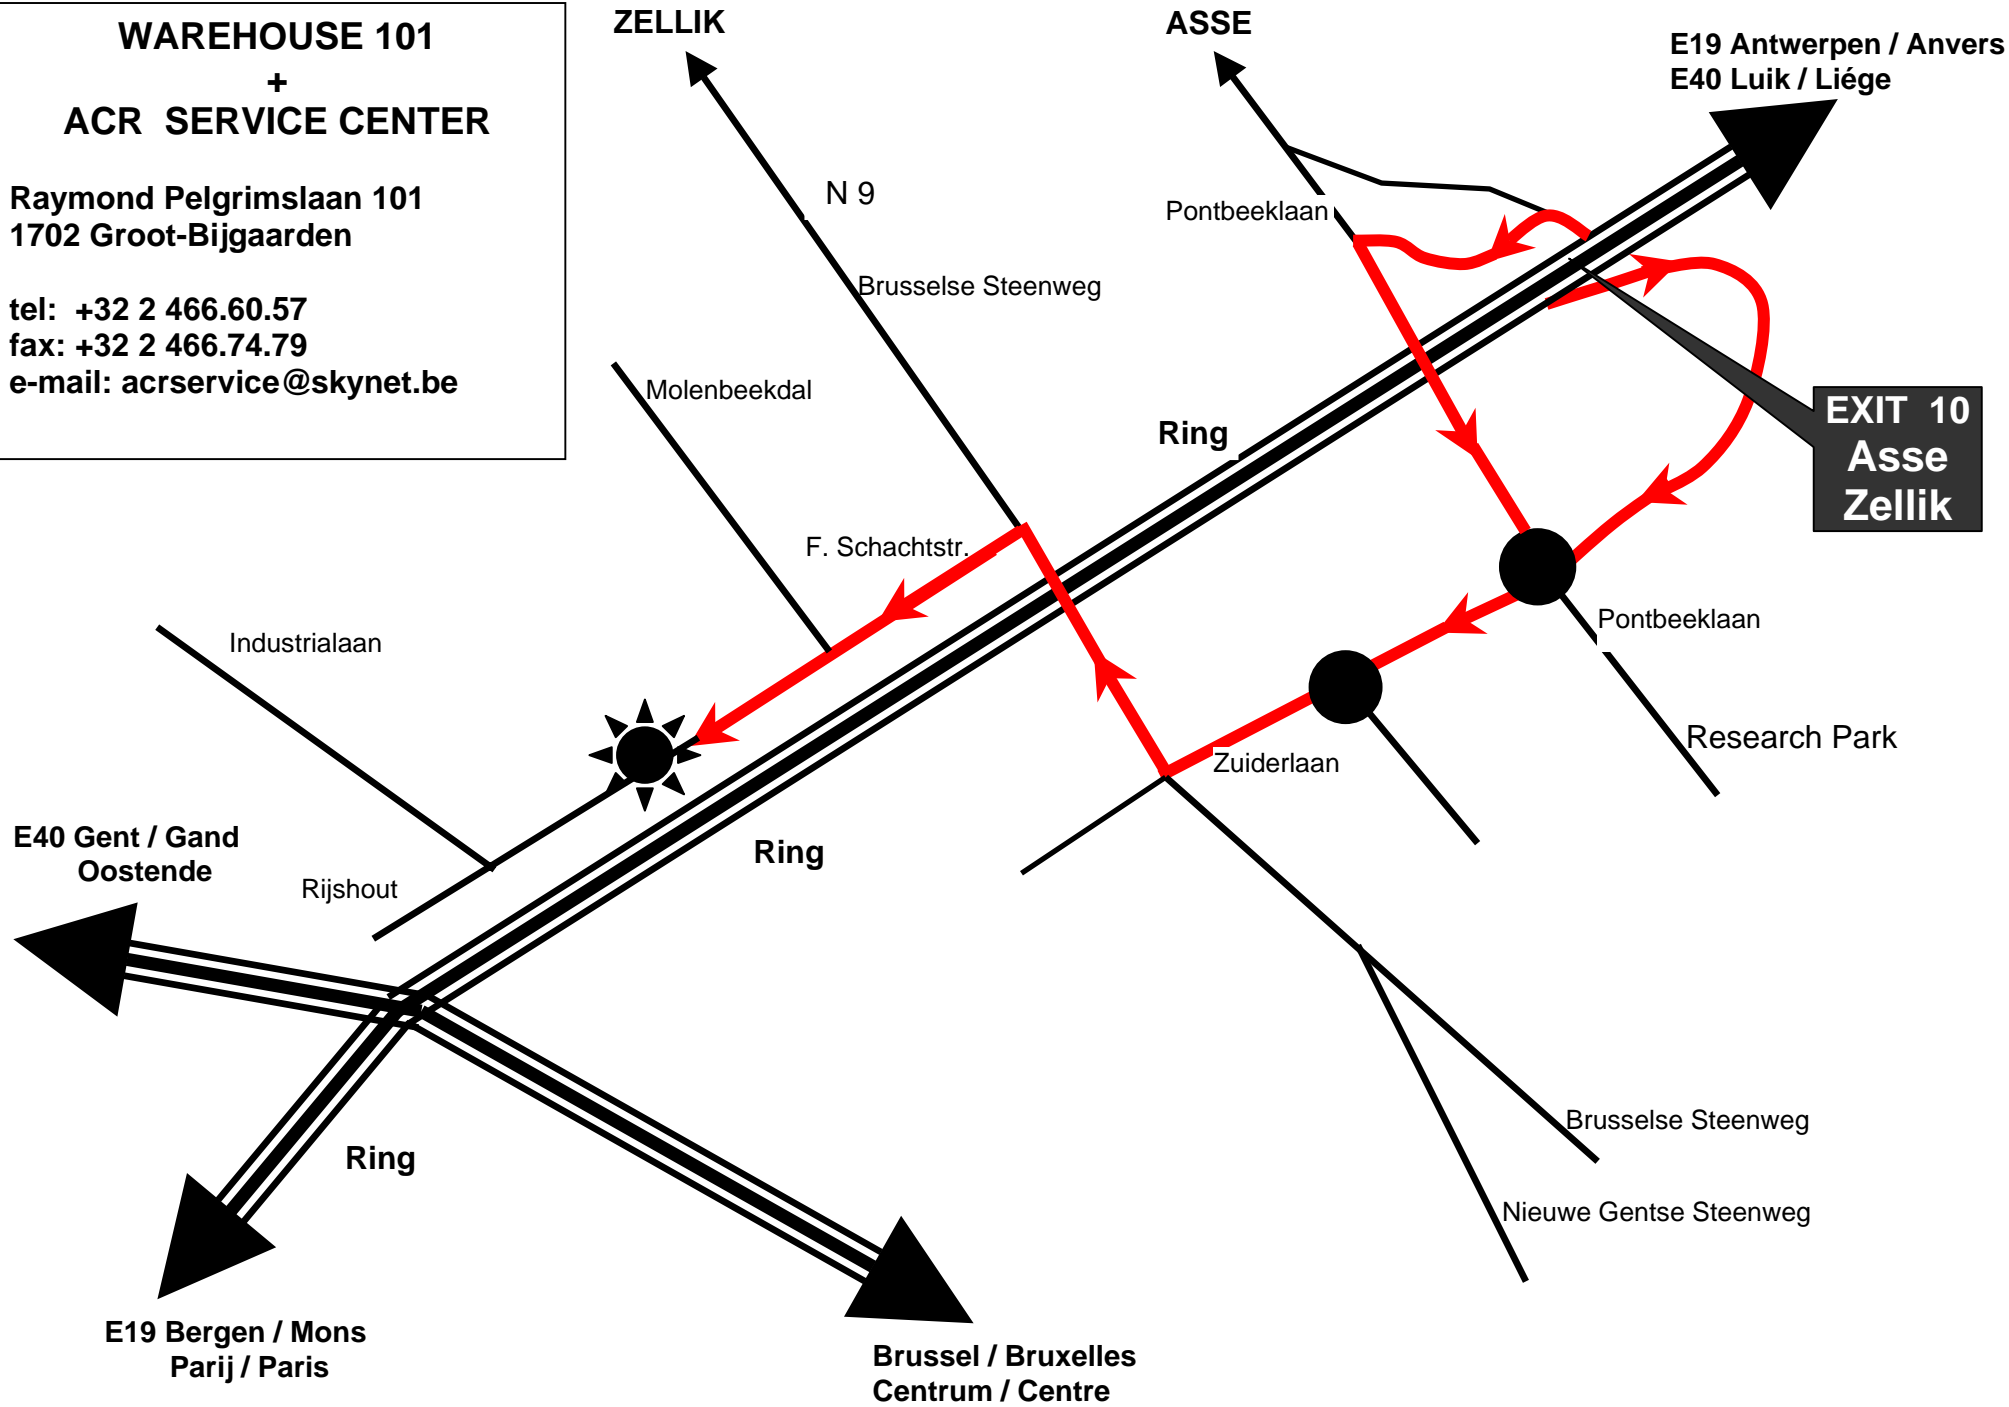 WAREHOUSE 101
+
ACR SERVICE CENTER
Raymond Pelgrimslaan 101
1702 Groot-Bijgaarden
tel: +32 2 466.60.57
fax: +32 2 466.74.79
e-mail: acrservice@skynet.be
ZELLIK
ASSE
E19 Antwerpen / Anvers
E40 Luik / Liége
N 9
Pontbeeklaan
Brusselse Steenweg
Molenbeekdal
Ring
EXIT 10
Asse
Zellik
F. Schachtstr.
Industrialaan
Pontbeeklaan
Research Park
Zuiderlaan
E40 Gent / Gand
Oostende
Ring
Rijshout
Brusselse Steenweg
Ring
Nieuwe Gentse Steenweg
E19 Bergen / Mons
Parij / Paris
Brussel / Bruxelles
Centrum / Centre